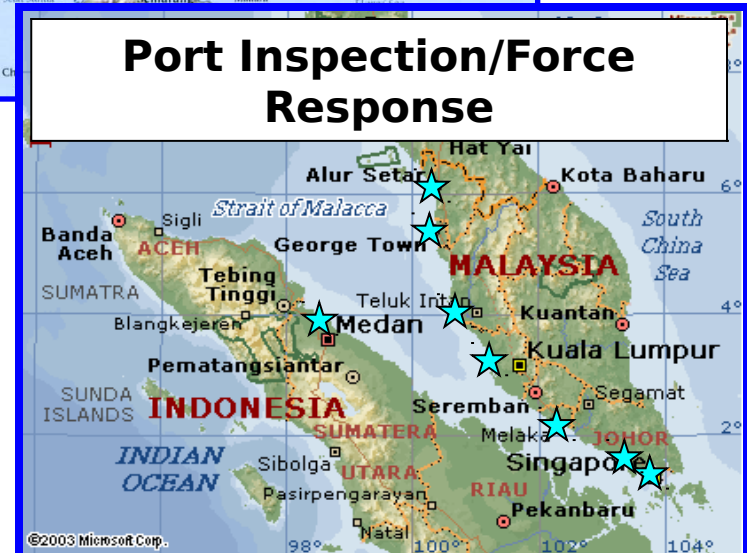 Port Inspection/Force
Response
Hat Yai
Alur Setar
Kota Baharu
6°
Strait of Malacca
South
China
Sea
Banda
Aceh
Sigli
ACEH
George Town
MALAYSIA
Tebing
Tinggi
SUMATRA
Teluk Intan
Kuantan
4°
Blangkejeren
Medan
Kuala Lumpur
Pematangsiantar
SUNDA
ISLANDS
INDONESIA
Seremban
Segamat
SUMATERA
UTARA
Melaka
JOHOR
2°
INDIAN
OCEAN
Sibolga
Singapore
RIAU
Pasirpengarayan
Pekanbaru
Natal
©2003 Microsoft Corp.
98°
100°
102°
104°